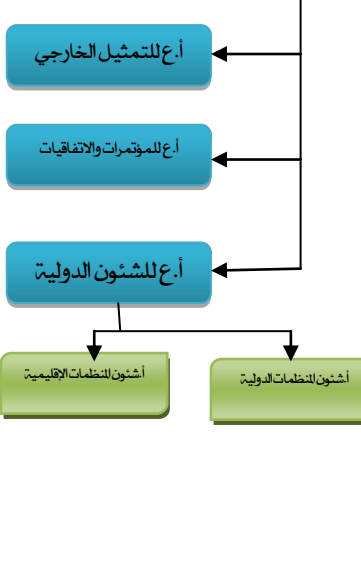 أ.ع للتمثيل الخارجي
أ.ع للمؤتمرات والاتفاقيات
أ.ع للشئون الدولية
أ.شئون المنظمات الدولية
أ.شئون المنظمات الإقليمية